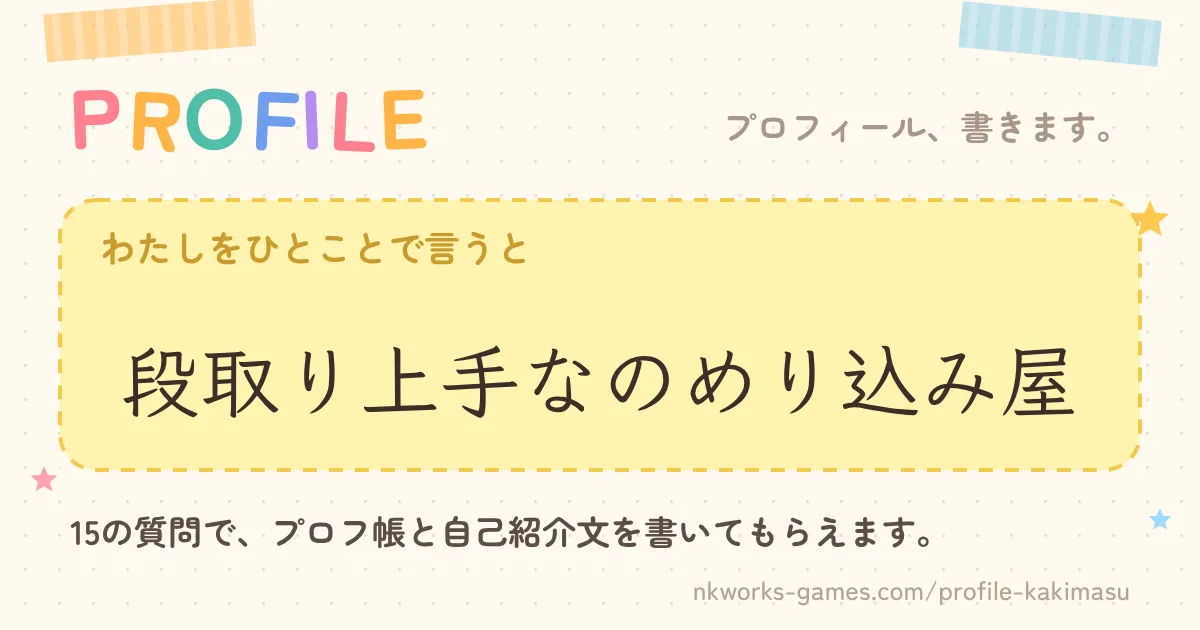 PROFILE
プロフィール、書きます。
わたしをひとことで言うと
段取り上手なのめり込み屋
15の質問で、プロフ帳と自己紹介文を書いてもらえます。
nkworks-games.com/profile-kakimasu